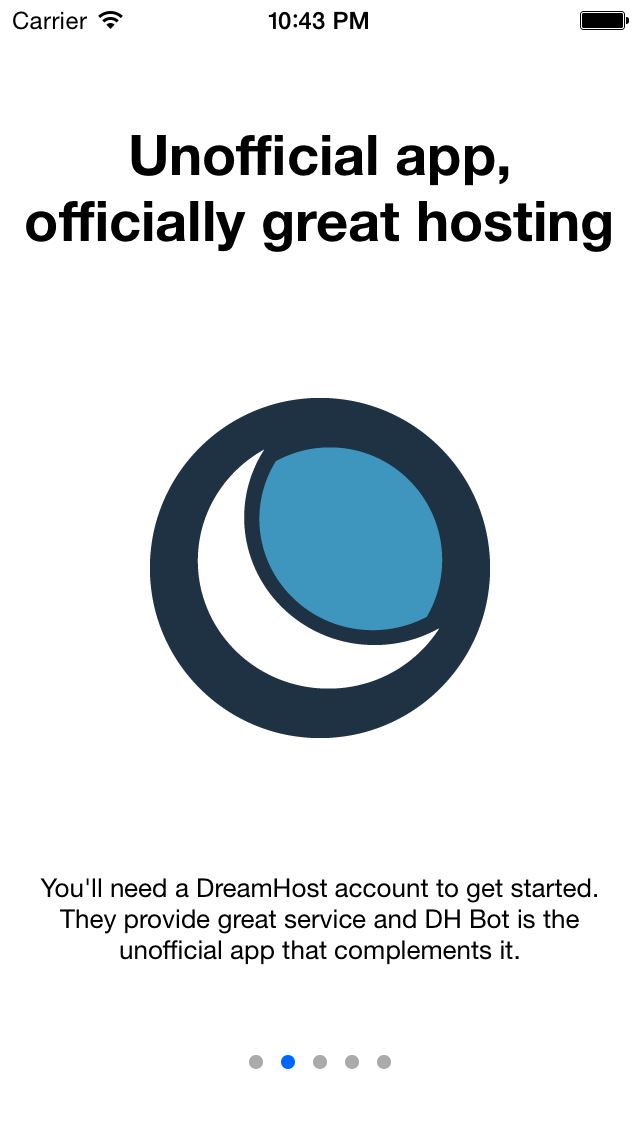 Carrier 10:43 PM
Unofficial app,
officially great hosting
You'll need a DreamHost account to get started.
They provide great service and DH Bot is the
unofficial app that complements it.